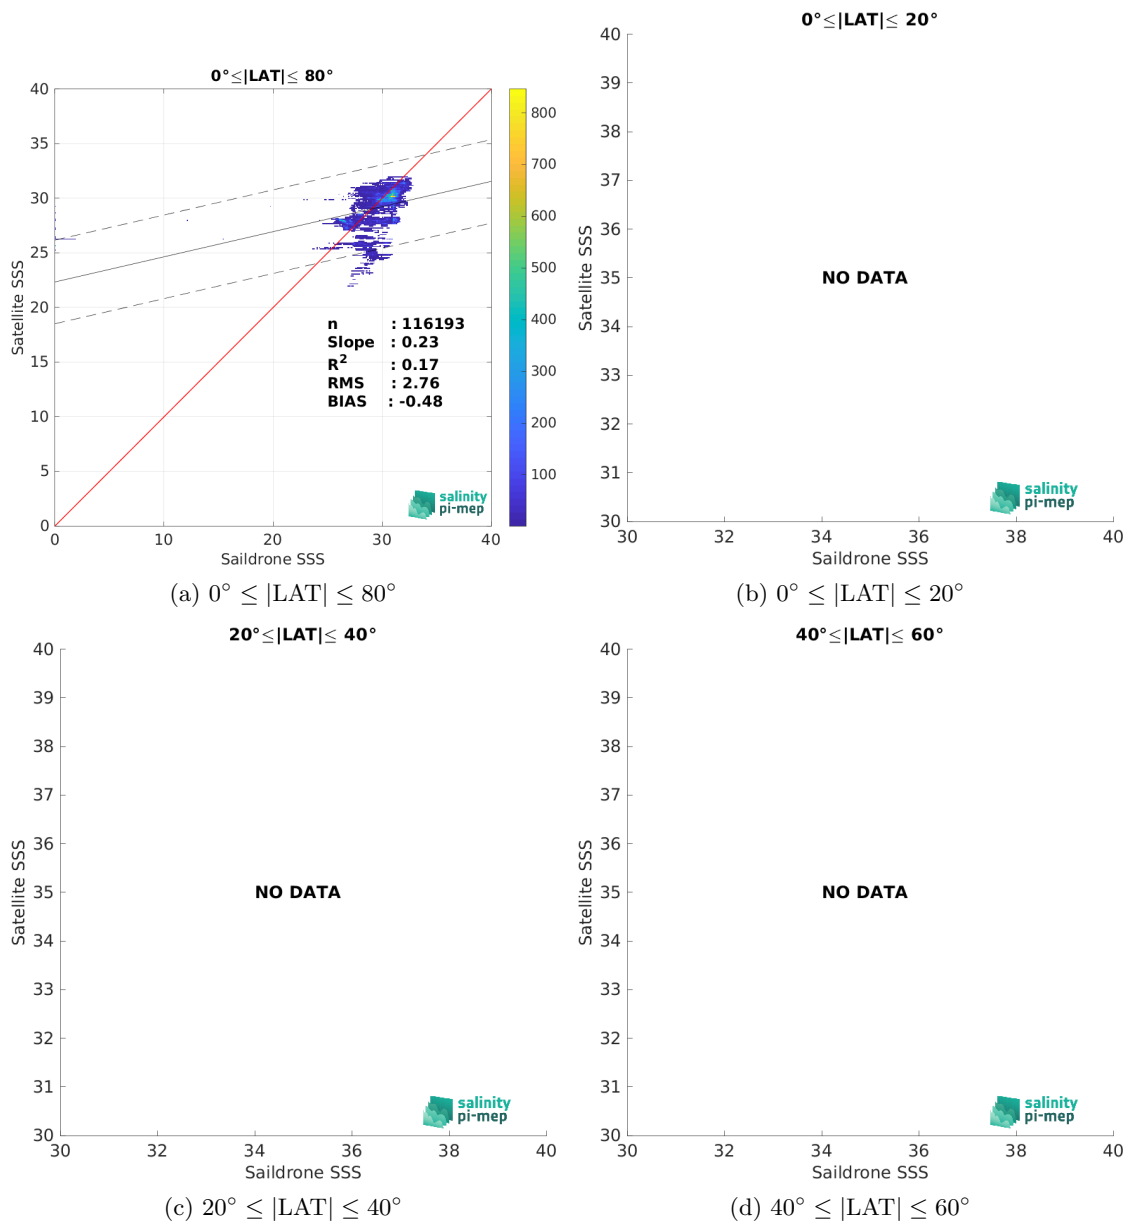 0°≤|LAT|≤ 80°
40
35
30
25
20
15
10
5
0
Satellite SSS
0
10
20
30
40
Saildrone SSS
n : 116193
Slope : 0.23
R² : 0.17
RMS : 2.76
BIAS : -0.48
800
700
600
500
400
300
200
100
salinity
pi-mep
(a) 0° ≤ |LAT| ≤ 80°
0°≤|LAT|≤ 20°
40
39
38
37
36
35
34
33
32
31
30
Satellite SSS
NO DATA
30
32
34
36
38
40
Saildrone SSS
salinity
pi-mep
(b) 0° ≤ |LAT| ≤ 20°
20°≤|LAT|≤ 40°
40
39
38
37
36
35
34
33
32
31
30
Satellite SSS
NO DATA
30
32
34
36
38
40
Saildrone SSS
salinity
pi-mep
(c) 20° ≤ |LAT| ≤ 40°
40°≤|LAT|≤ 60°
40
39
38
37
36
35
34
33
32
31
30
Satellite SSS
NO DATA
30
32
34
36
38
40
Saildrone SSS
salinity
pi-mep
(d) 40° ≤ |LAT| ≤ 60°